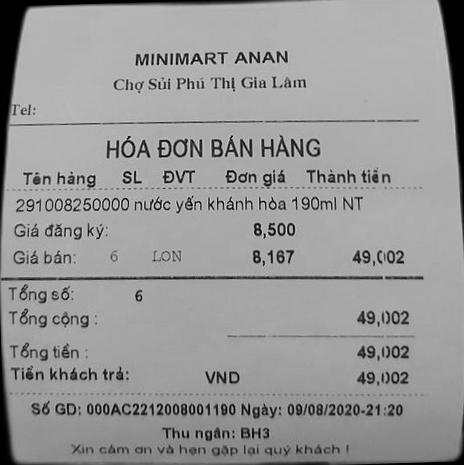 MINIMART ANAN
Chợ Sủi Phú Thị Gia Lâm
Tel:
HÓA ĐƠN BÁN HÀNG
Tên hàng SL ĐVT Đơn giá Thành tiền
291008250000 nước yến khánh hòa 190ml NT
Giá đăng ký: 8,500
Giá bán: 6 LON 8,167 49,002
Tổng số: 6
Tổng cộng : 49,002
Tổng tiền : 49,002
Tiền khách trả: VND 49,002
Số GD: 000AC2212008001190 Ngày: 09/08/2020-21:20
Thu ngân: BH3
Xin cám ơn và hẹn gặp lại quý khách !